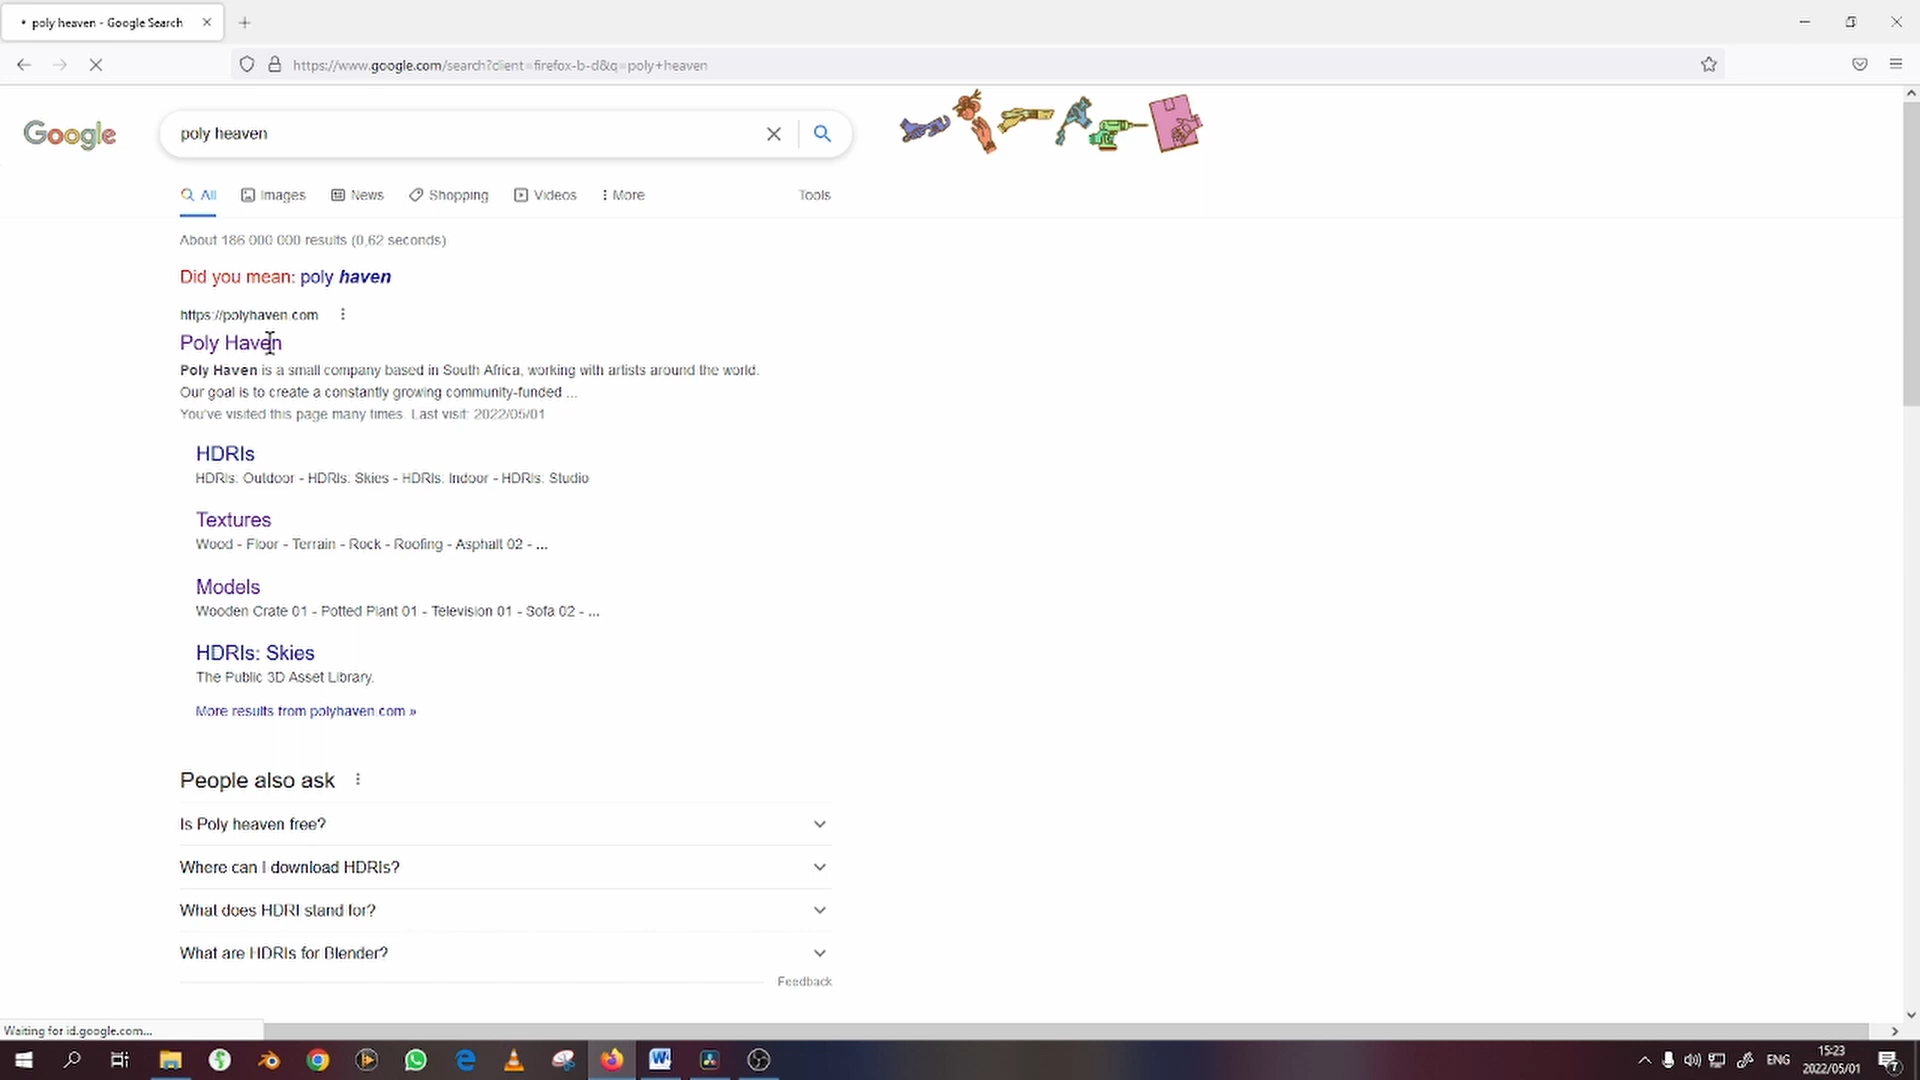 poly heaven - Google Search
https://www.google.com/search?client=firefox-b-d&q=poly+heaven
Google
poly heaven
All Images News Shopping Videos More Tools
About 186 000 000 results (0,62 seconds)
Did you mean: poly haven
https://polyhaven.com
Poly Haven
Poly Haven is a small company based in South Africa, working with artists around the world.
Our goal is to create a constantly growing community-funded ...
You've visited this page many times. Last visit: 2022/05/01
HDRIs
HDRIs: Outdoor - HDRIs: Skies - HDRIs: Indoor - HDRIs: Studio
Textures
Wood - Floor - Terrain - Rock - Roofing - Asphalt 02 - ...
Models
Wooden Crate 01 - Potted Plant 01 - Television 01 - Sofa 02 - ...
HDRIs: Skies
The Public 3D Asset Library.
More results from polyhaven.com »
People also ask
Is Poly heaven free?
Where can I download HDRIs?
What does HDRI stand for?
What are HDRIs for Blender?
Feedback
Waiting for id.google.com...
ENG
15:23
2022/05/01